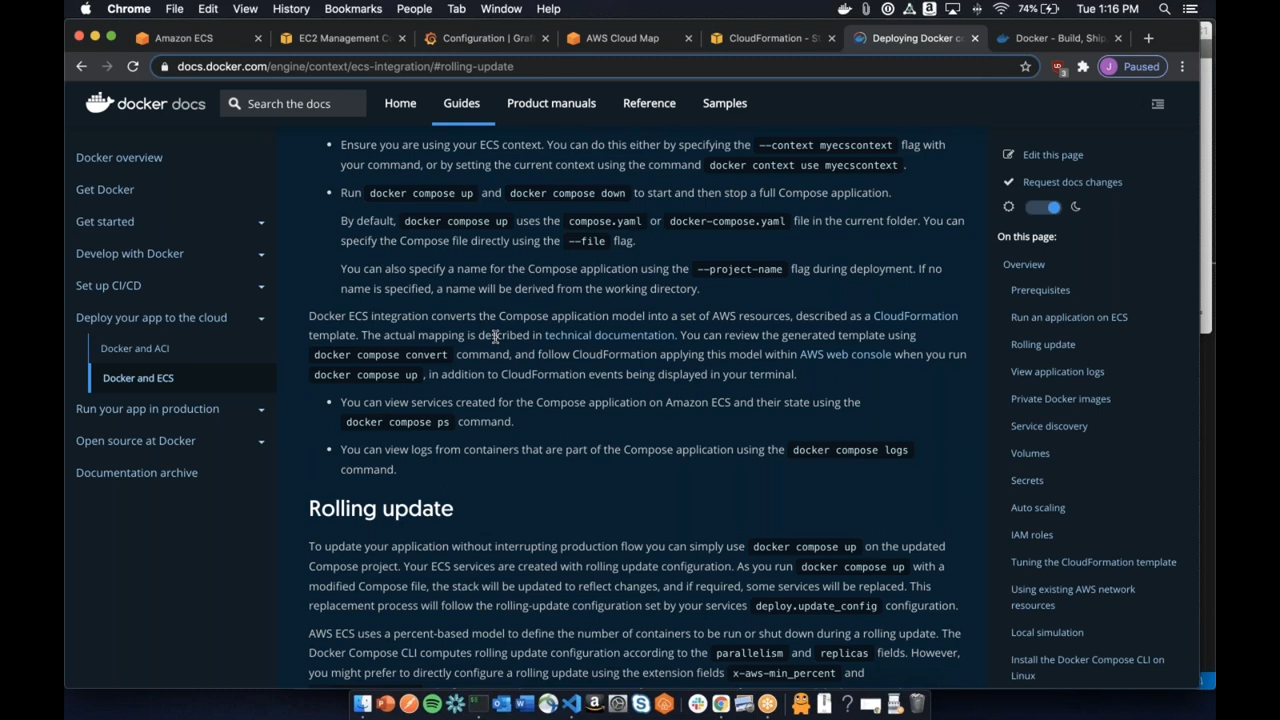 Chrome File Edit View History Bookmarks People Tab Window Help 74% Tue 1:16 PM
Amazon ECS EC2 Management C Configuration | Graf AWS Cloud Map CloudFormation - St Deploying Docker c Docker - Build, Ship
docs.docker.com/engine/context/ecs-integration/#rolling-update 3 J Paused
docker docs Search the docs Home Guides Product manuals Reference Samples
Docker overview
Get Docker
Get started
Develop with Docker
Set up CI/CD
Deploy your app to the cloud
Docker and ACI
Docker and ECS
Run your app in production
Open source at Docker
Documentation archive
• Ensure you are using your ECS context. You can do this either by specifying the --context myecscontext flag with
your command, or by setting the current context using the command docker context use myecscontext .
• Run docker compose up and docker compose down to start and then stop a full Compose application.
By default, docker compose up uses the compose.yaml or docker-compose.yaml file in the current folder. You can
specify the Compose file directly using the --file flag.
You can also specify a name for the Compose application using the --project-name flag during deployment. If no
name is specified, a name will be derived from the working directory.
Docker ECS integration converts the Compose application model into a set of AWS resources, described as a CloudFormation
template. The actual mapping is described in technical documentation. You can review the generated template using
docker compose convert command, and follow CloudFormation applying this model within AWS web console when you run
docker compose up , in addition to CloudFormation events being displayed in your terminal.
• You can view services created for the Compose application on Amazon ECS and their state using the
docker compose ps command.
• You can view logs from containers that are part of the Compose application using the docker compose logs
command.
Rolling update
To update your application without interrupting production flow you can simply use docker compose up on the updated
Compose project. Your ECS services are created with rolling update configuration. As you run docker compose up with a
modified Compose file, the stack will be updated to reflect changes, and if required, some services will be replaced. This
replacement process will follow the rolling-update configuration set by your services deploy.update_config configuration.
AWS ECS uses a percent-based model to define the number of containers to be run or shut down during a rolling update. The
Docker Compose CLI computes rolling update configuration according to the parallelism and replicas fields. However,
you might prefer to directly configure a rolling update using the extension fields x-aws-min_percent and
Edit this page
Request docs changes
On this page:
Overview
Prerequisites
Run an application on ECS
Rolling update
View application logs
Private Docker images
Service discovery
Volumes
Secrets
Auto scaling
IAM roles
Tuning the CloudFormation template
Using existing AWS network
resources
Local simulation
Install the Docker Compose CLI on
Linux